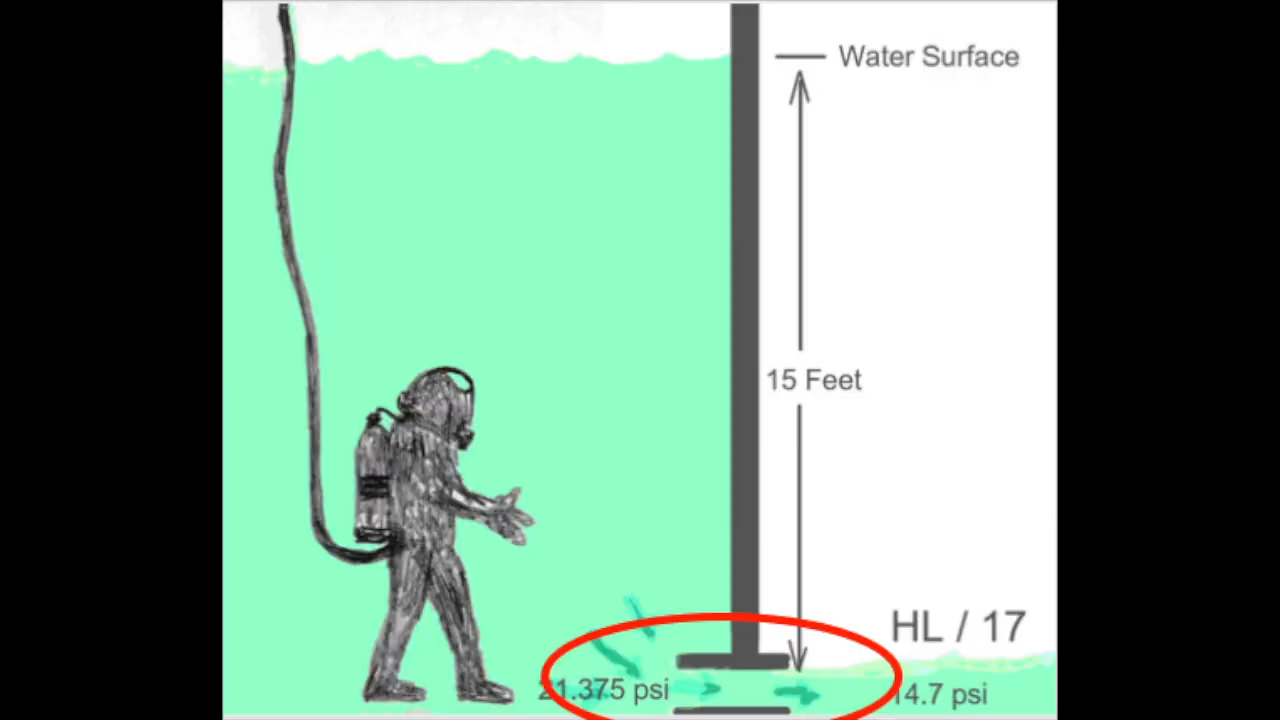 Water Surface
15 Feet
HL / 17
21.375 psi
14.7 psi